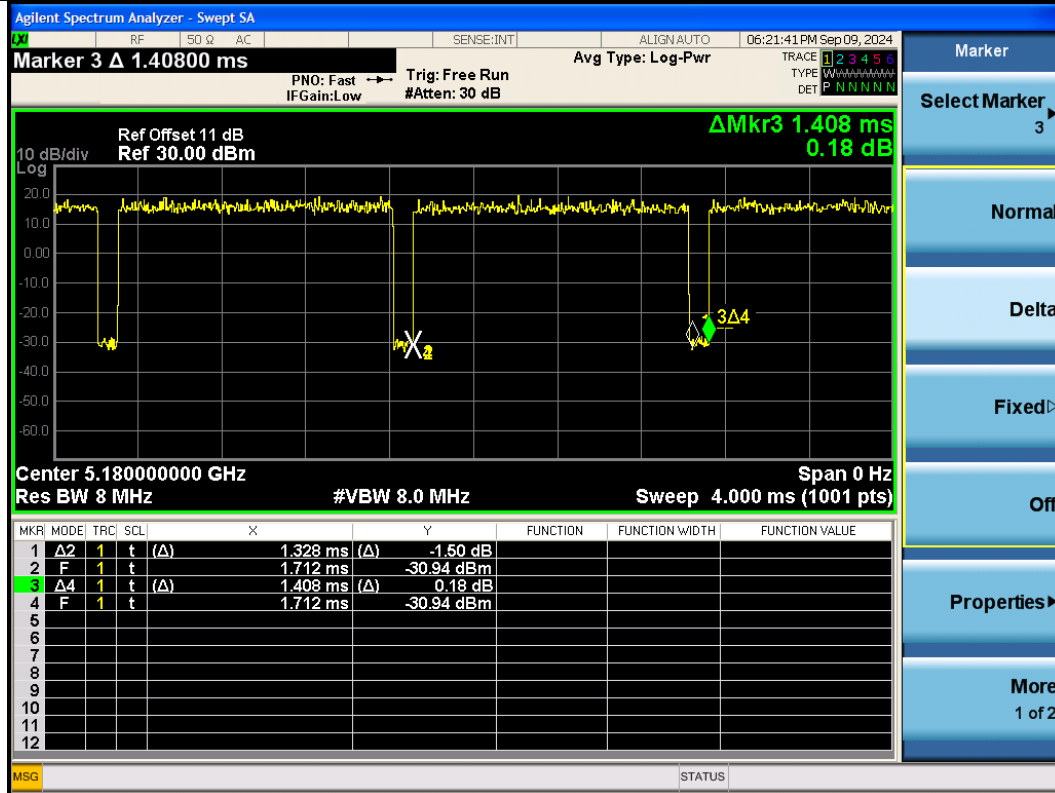 Agilent Spectrum Analyzer - Swept SA
LXI RF 50 Ω AC SENSE:INT ALIGN AUTO 06:21:41 PM Sep 09, 2024
Marker 3 Δ 1.40800 ms
PNO: Fast
IFGain:Low
Trig: Free Run
#Atten: 30 dB
Avg Type: Log-Pwr
TRACE 1 2 3 4 5 6
TYPE
DET P N N N N N
Ref Offset 11 dB
Ref 30.00 dBm
10 dB/div
Log
ΔMkr3 1.408 ms
0.18 dB
20.0
10.0
0.00
-10.0
-20.0
-30.0
-40.0
-50.0
-60.0
3Δ4
2
Center 5.180000000 GHz Span 0 Hz
Res BW 8 MHz #VBW 8.0 MHz Sweep 4.000 ms (1001 pts)
MKR MODE TRC SCL X Y FUNCTION FUNCTION WIDTH FUNCTION VALUE
1 Δ2 1 t (Δ) 1.328 ms (Δ) -1.50 dB
2 F 1 t 1.712 ms -30.94 dBm
3 Δ4 1 t (Δ) 1.408 ms (Δ) 0.18 dB
4 F 1 t 1.712 ms -30.94 dBm
5
6
7
8
9
10
11
12
MSG STATUS
Marker
Select Marker
3
Normal
Delta
Fixed
Off
Properties
More
1 of 2